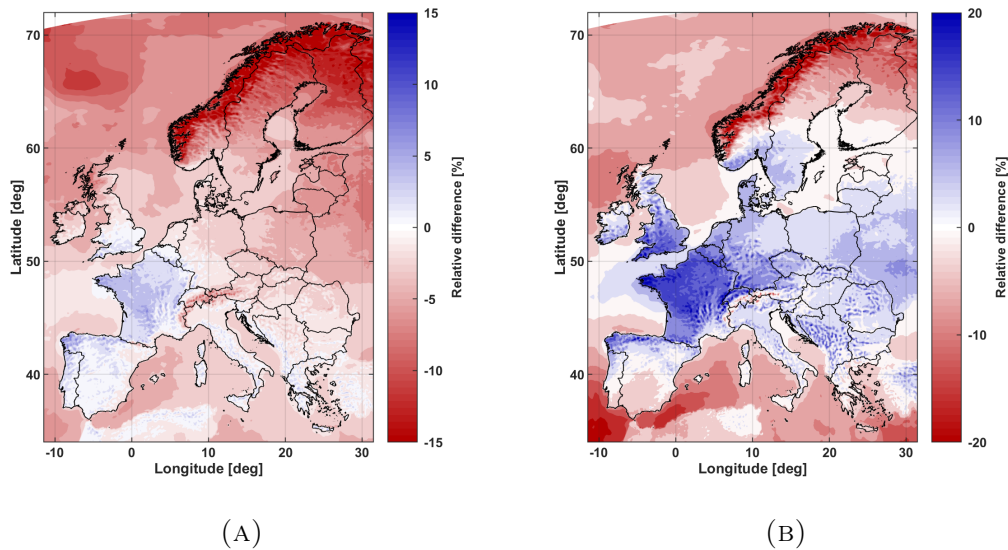 70
60
50
40
Latitude [deg]
-10 0 10 20 30
Longitude [deg]
15
10
5
0
-5
-10
-15
Relative difference [%]
(A)
70
60
50
40
Latitude [deg]
-10 0 10 20 30
Longitude [deg]
20
10
0
-10
-20
Relative difference [%]
(B)